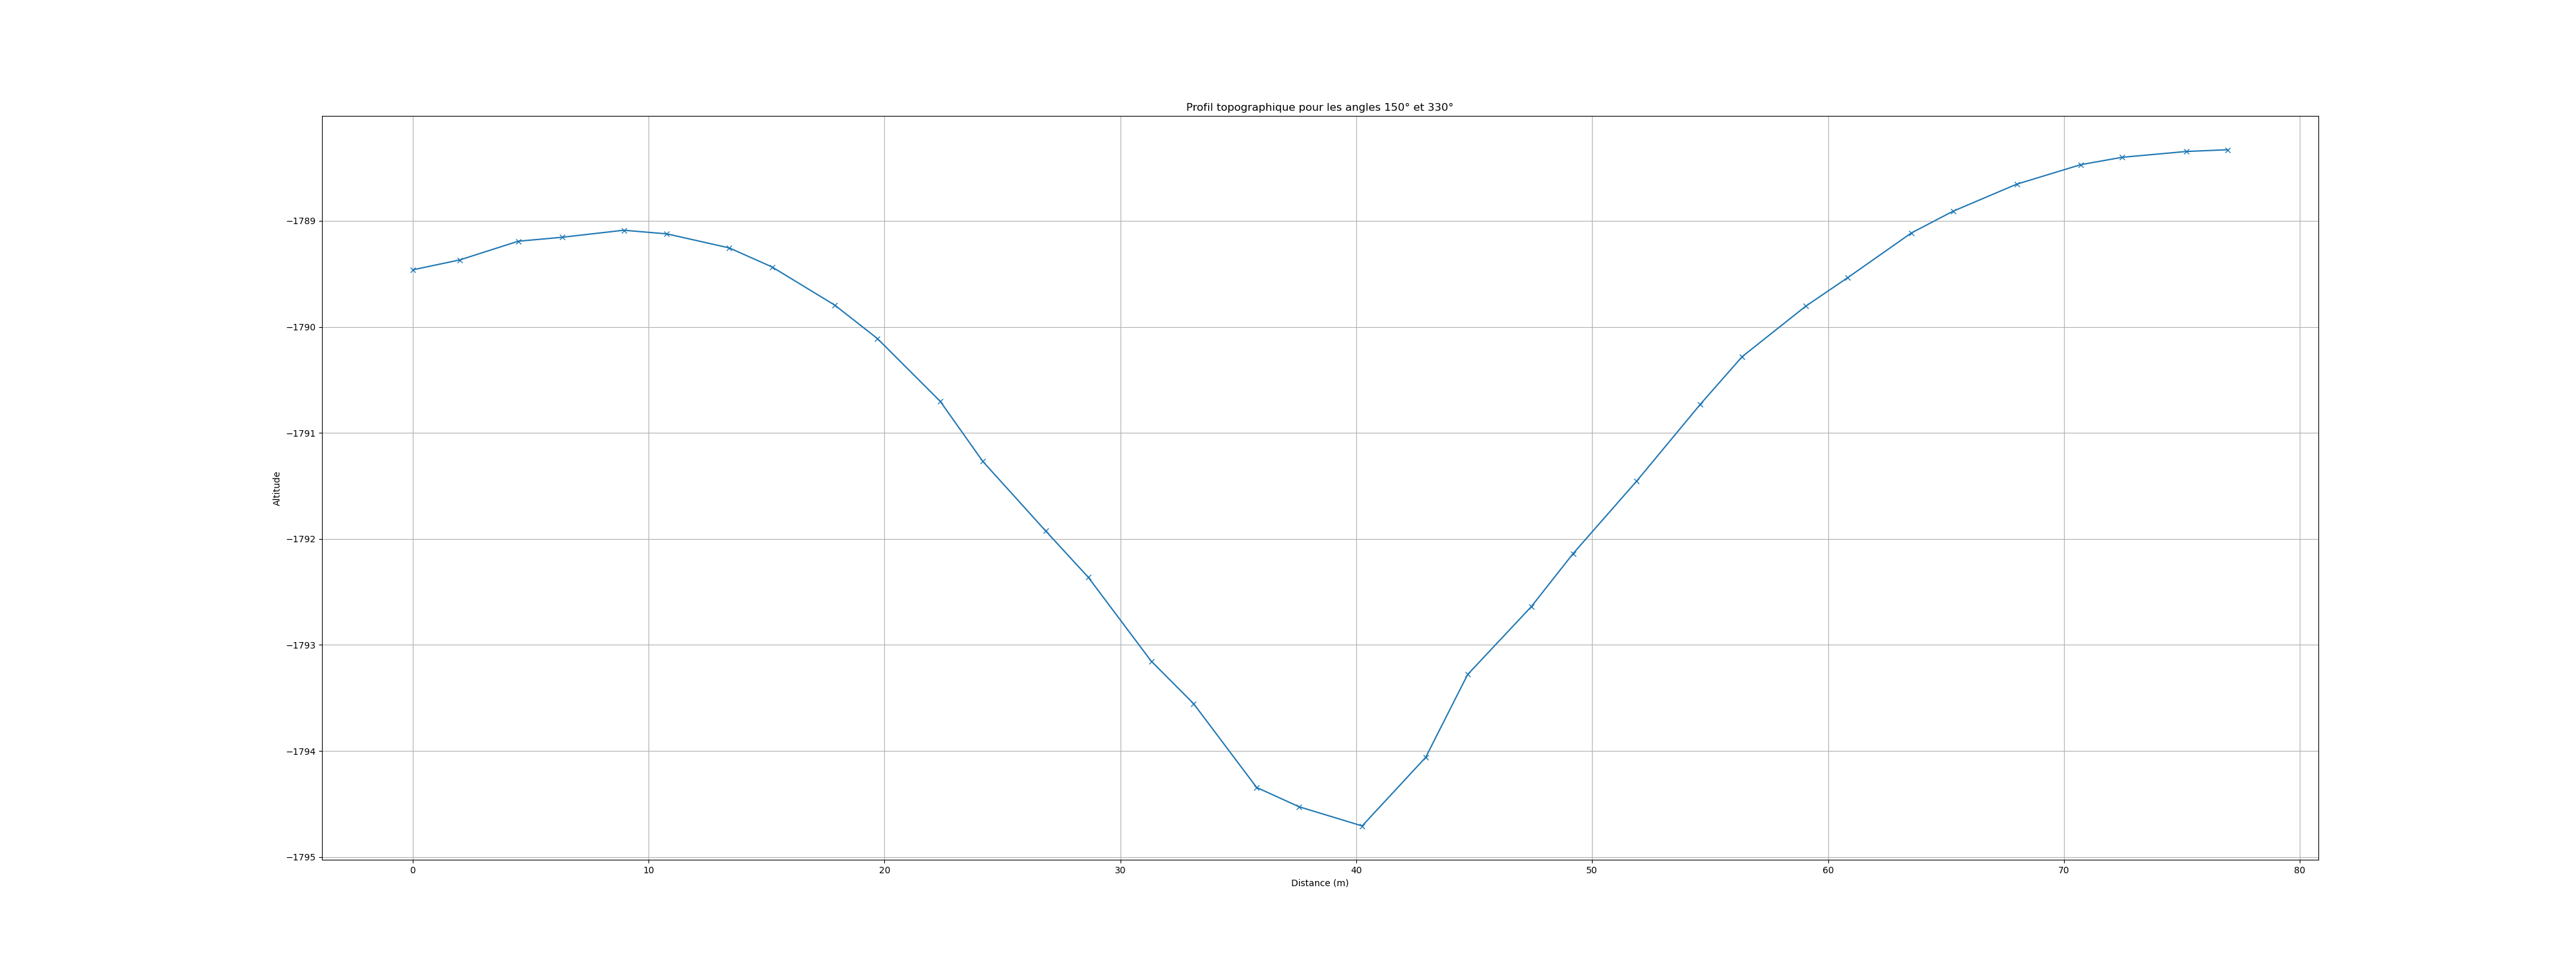 Profil topographique pour les angles 150° et 330°
Altitude
−1789
−1790
−1791
−1792
−1793
−1794
−1795
0 10 20 30 40 50 60 70 80
Distance (m)